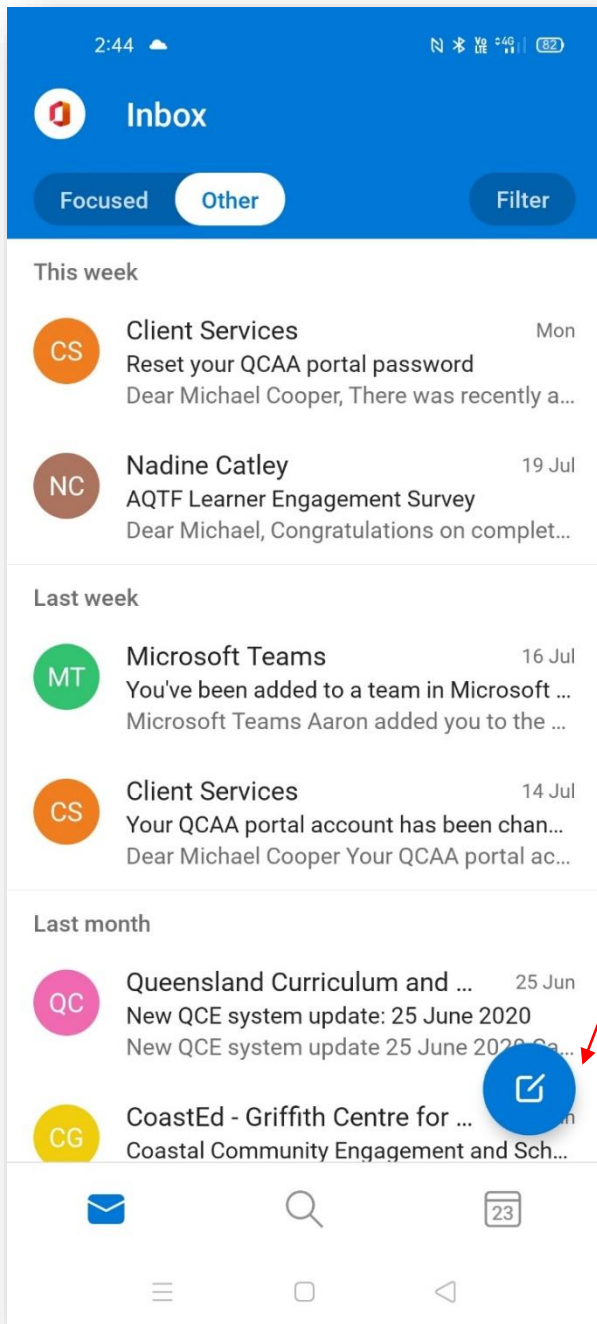 2:44 Vo LTE 4G 82
Inbox
Focused Other Filter
This week
CS Client Services Mon
Reset your QCAA portal password
Dear Michael Cooper, There was recently a...
NC Nadine Catley 19 Jul
AQTF Learner Engagement Survey
Dear Michael, Congratulations on complet...
Last week
MT Microsoft Teams 16 Jul
You've been added to a team in Microsoft ...
Microsoft Teams Aaron added you to the ...
CS Client Services 14 Jul
Your QCAA portal account has been chan...
Dear Michael Cooper Your QCAA portal ac...
Last month
QC Queensland Curriculum and ... 25 Jun
New QCE system update: 25 June 2020
New QCE system update 25 June
CG CoastEd - Griffith Centre for ...
Coastal Community Engagement and Sch...
23